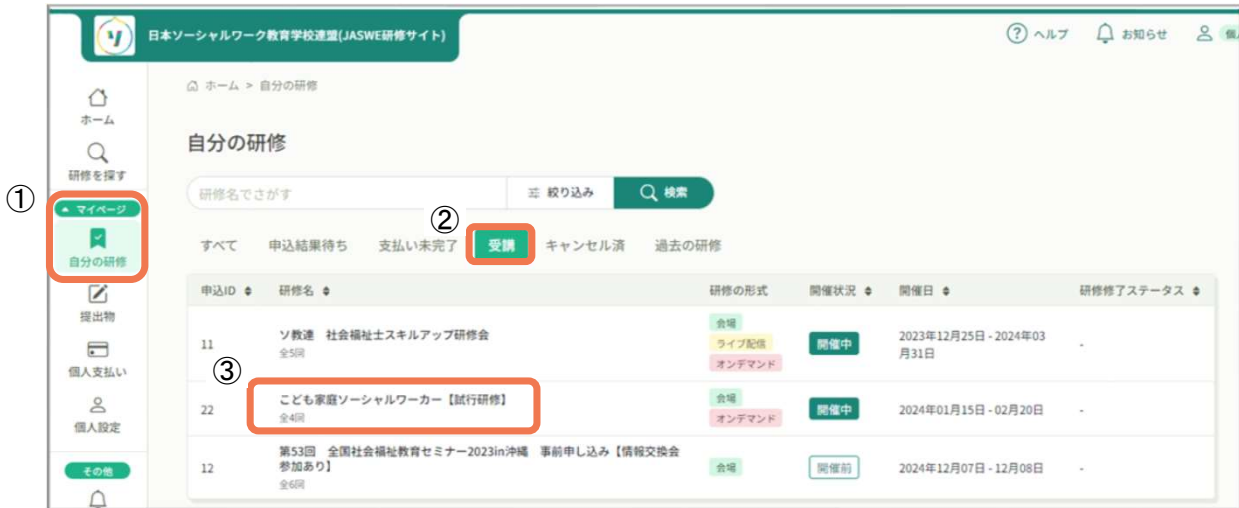 日本ソーシャルワーク教育学校連盟(JASWE研修サイト)
ヘルプ
お知らせ
ホーム > 自分の研修
ホーム
研修を探す
①
マイページ
自分の研修
提出物
個人支払い
個人設定
その他
自分の研修
研修名でさがす
絞り込み
検索
②
すべて 申込結果待ち 支払い未完了 受講 キャンセル済 過去の研修
申込ID 研修名 研修の形式 開催状況 開催日 研修修了ステータス
11
ソ教連 社会福祉士スキルアップ研修会
全5回
会場
ライブ配信
オンデマンド
開催中
2023年12月25日 - 2024年03
月31日
-
③
22
こども家庭ソーシャルワーカー【試行研修】
全4回
会場
オンデマンド
開催中
2024年01月15日 - 02月20日
-
12
第53回 全国社会福祉教育セミナー2023in沖縄 事前申し込み【情報交換会
参加あり】
全6回
会場
開催前
2024年12月07日 - 12月08日
-